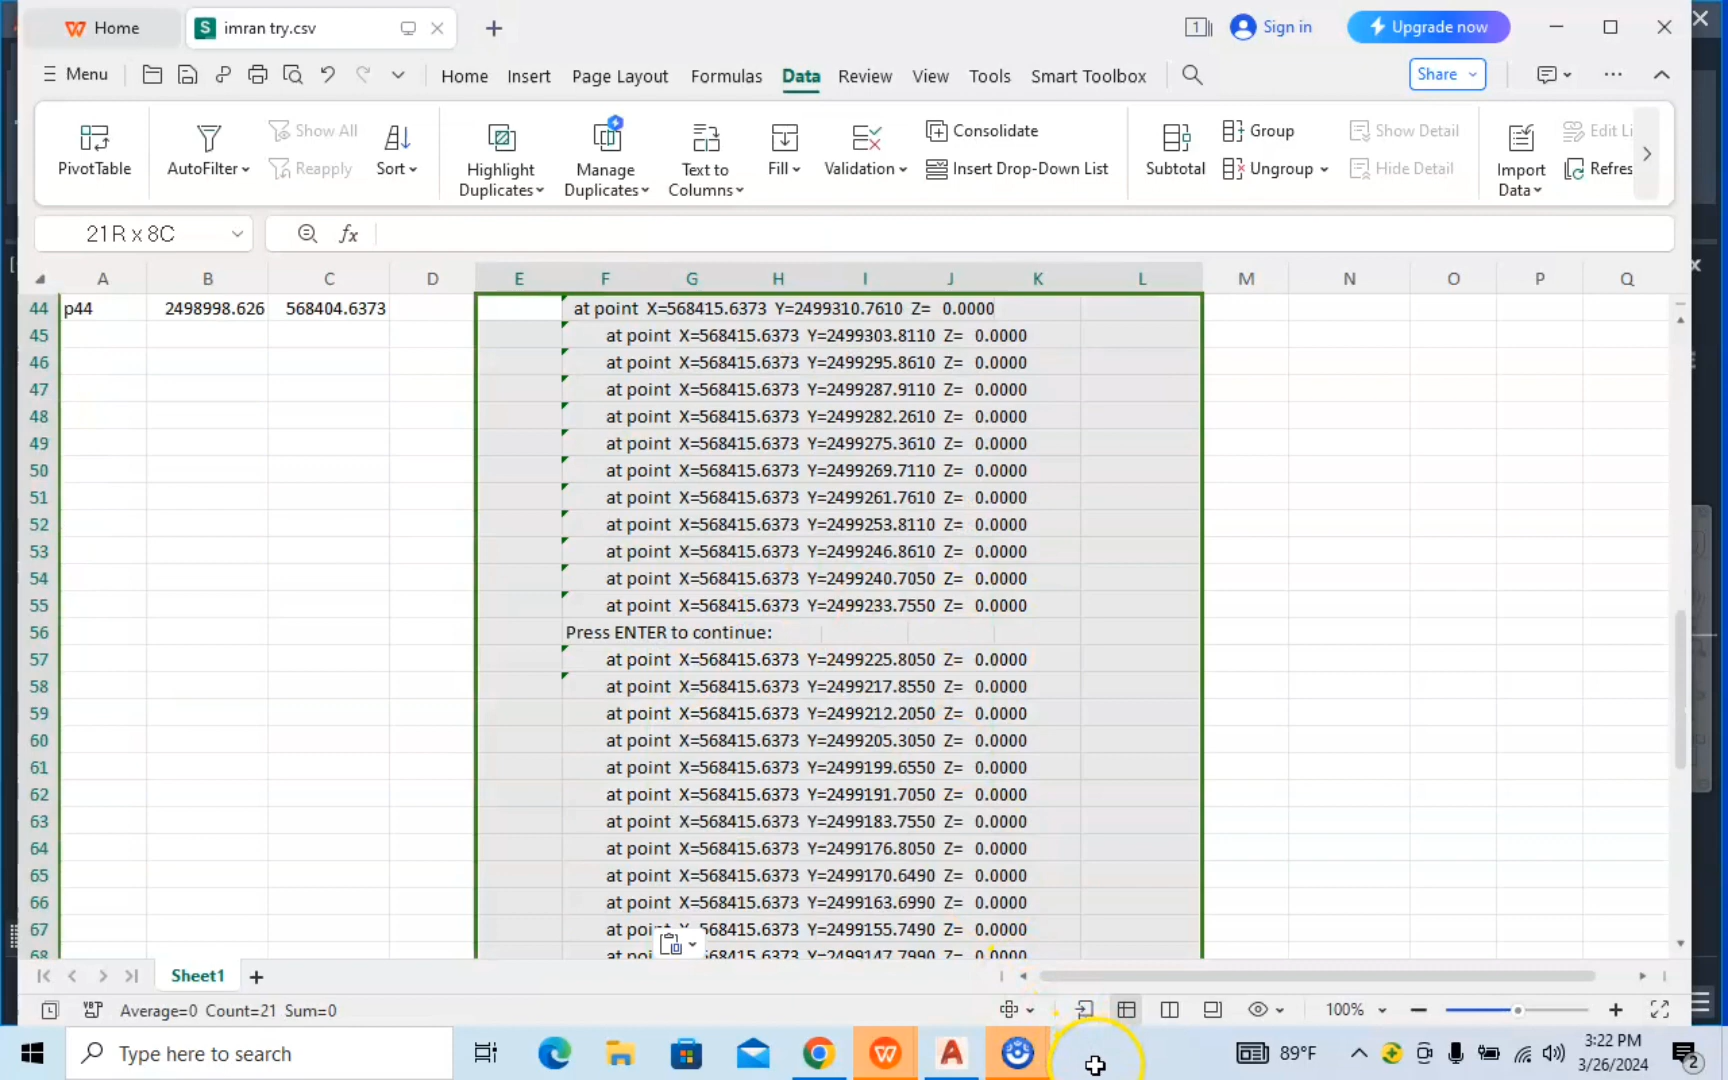 Home
imran try.csv
1
Sign in
Upgrade now
Menu
Home Insert Page Layout Formulas Data Review View Tools Smart Toolbox
Share
PivotTable
AutoFilter
Show All
Reapply
Sort
Highlight Duplicates
Manage Duplicates
Text to Columns
Fill
Validation
Consolidate
Insert Drop-Down List
Subtotal
Group
Ungroup
Show Detail
Hide Detail
Import Data
Edit Li
Refres
21R x 8C
fx
A B C D E F G H I J K L M N O P Q
44 p44 2498998.626 568404.6373 at point X=568415.6373 Y=2499310.7610 Z= 0.0000
45 at point X=568415.6373 Y=2499303.8110 Z= 0.0000
46 at point X=568415.6373 Y=2499295.8610 Z= 0.0000
47 at point X=568415.6373 Y=2499287.9110 Z= 0.0000
48 at point X=568415.6373 Y=2499282.2610 Z= 0.0000
49 at point X=568415.6373 Y=2499275.3610 Z= 0.0000
50 at point X=568415.6373 Y=2499269.7110 Z= 0.0000
51 at point X=568415.6373 Y=2499261.7610 Z= 0.0000
52 at point X=568415.6373 Y=2499253.8110 Z= 0.0000
53 at point X=568415.6373 Y=2499246.8610 Z= 0.0000
54 at point X=568415.6373 Y=2499240.7050 Z= 0.0000
55 at point X=568415.6373 Y=2499233.7550 Z= 0.0000
56 Press ENTER to continue:
57 at point X=568415.6373 Y=2499225.8050 Z= 0.0000
58 at point X=568415.6373 Y=2499217.8550 Z= 0.0000
59 at point X=568415.6373 Y=2499212.2050 Z= 0.0000
60 at point X=568415.6373 Y=2499205.3050 Z= 0.0000
61 at point X=568415.6373 Y=2499199.6550 Z= 0.0000
62 at point X=568415.6373 Y=2499191.7050 Z= 0.0000
63 at point X=568415.6373 Y=2499183.7550 Z= 0.0000
64 at point X=568415.6373 Y=2499176.8050 Z= 0.0000
65 at point X=568415.6373 Y=2499170.6490 Z= 0.0000
66 at point X=568415.6373 Y=2499163.6990 Z= 0.0000
67 at point X=568415.6373 Y=2499155.7490 Z= 0.0000
68 68415.6373 Y=2499147.7990 Z= 0.0000
Sheet1
Average=0 Count=21 Sum=0
100%
Type here to search
89°F
3:22 PM
3/26/2024
2